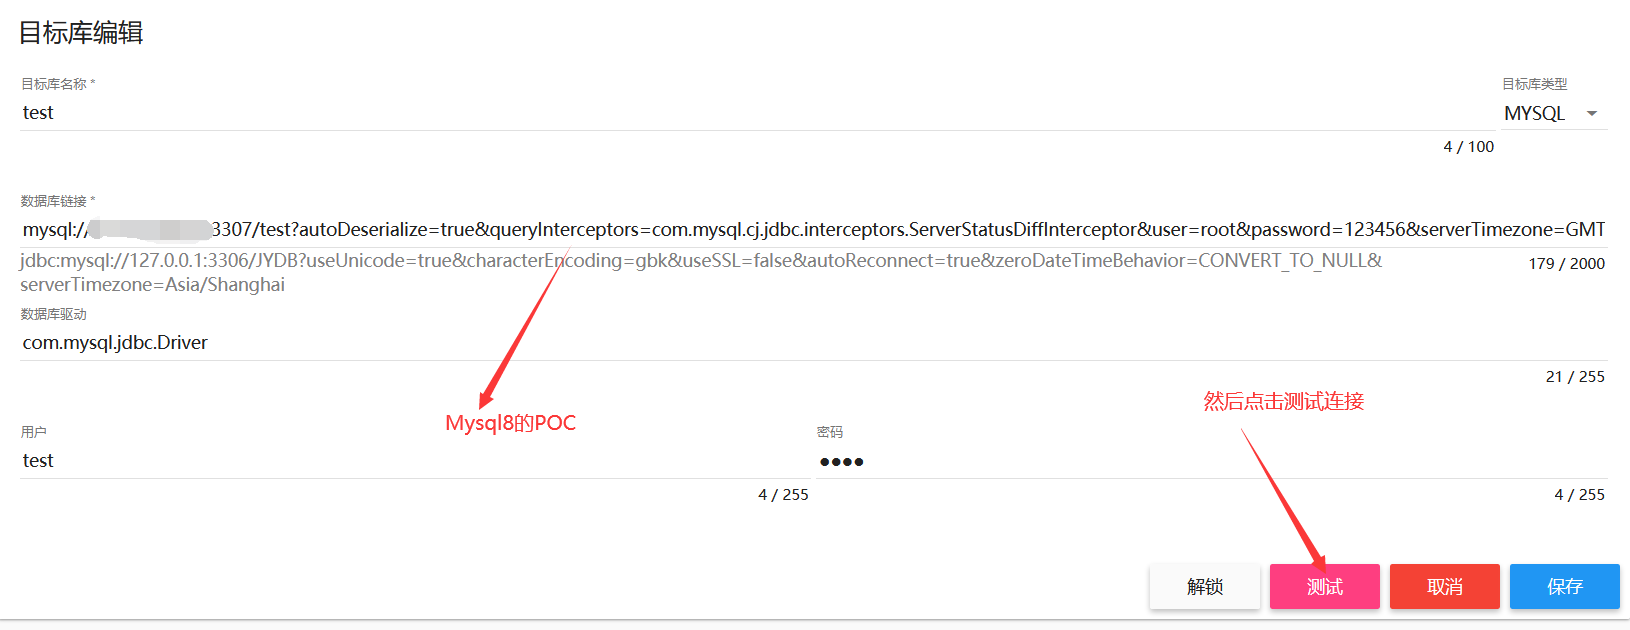 目标库编辑
目标库名称 *
目标库类型
test
MYSQL
4 / 100
数据库链接 *
mysql:// 3307/test?autoDeserialize=true&queryInterceptors=com.mysql.cj.jdbc.interceptors.ServerStatusDiffInterceptor&user=root&password=123456&serverTimezone=GMT
jdbc:mysql://127.0.0.1:3306/JYDB?useUnicode=true&characterEncoding=gbk&useSSL=false&autoReconnect=true&zeroDateTimeBehavior=CONVERT_TO_NULL&
179 / 2000
serverTimezone=Asia/Shanghai
数据库驱动
com.mysql.jdbc.Driver
21 / 255
然后点击测试连接
Mysql8的POC
用户
密码
test
●●●●
4 / 255
4 / 255
解锁
测试
取消
保存